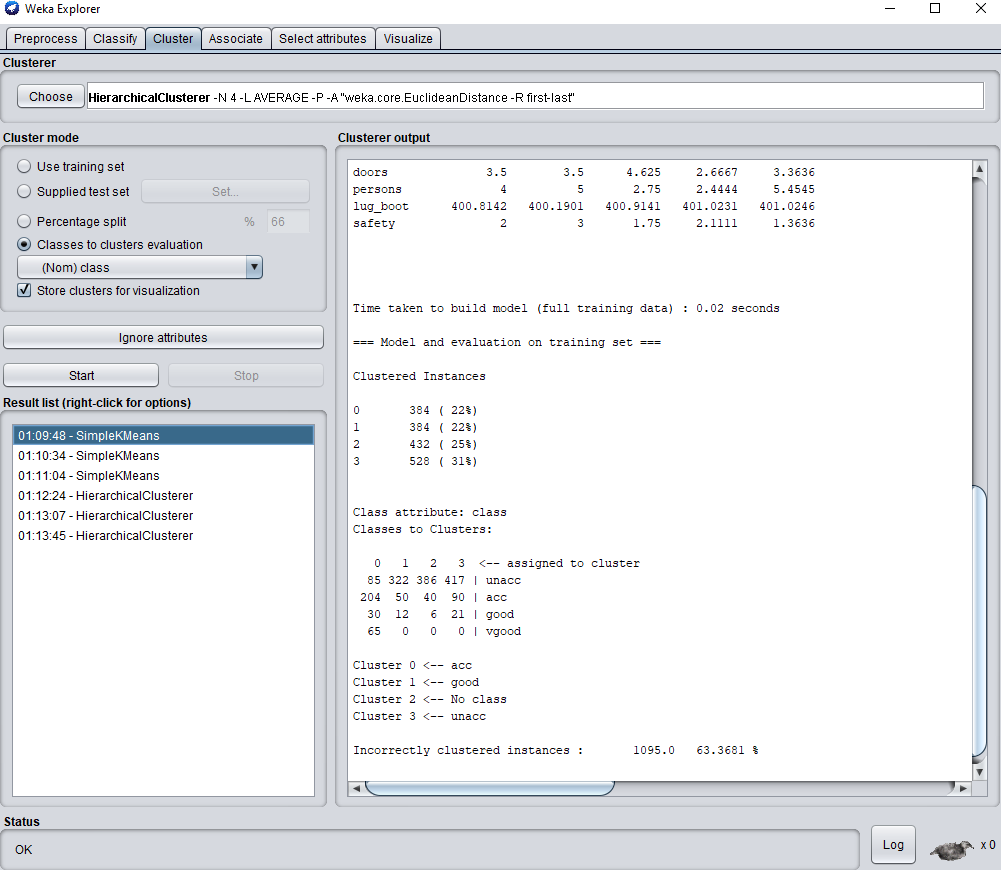 Weka Explorer
Preprocess Classify Cluster Associate Select attributes Visualize
Clusterer
Choose HierarchicalClusterer -N 4 -L AVERAGE -P -A "weka.core.EuclideanDistance -R first-last"
Cluster mode
Use training set
Supplied test set Set...
Percentage split % 66
Classes to clusters evaluation
(Nom) class
Store clusters for visualization
Ignore attributes
Start Stop
Result list (right-click for options)
01:09:48 - SimpleKMeans
01:10:34 - SimpleKMeans
01:11:04 - SimpleKMeans
01:12:24 - HierarchicalClusterer
01:13:07 - HierarchicalClusterer
01:13:45 - HierarchicalClusterer
Clusterer output
doors 3.5 3.5 4.625 2.6667 3.3636
persons 4 5 2.75 2.4444 5.4545
lug_boot 400.8142 400.1901 400.9141 401.0231 401.0246
safety 2 3 1.75 2.1111 1.3636
Time taken to build model (full training data) : 0.02 seconds
=== Model and evaluation on training set ===
Clustered Instances
0 384 ( 22%)
1 384 ( 22%)
2 432 ( 25%)
3 528 ( 31%)
Class attribute: class
Classes to Clusters:
0 1 2 3 <-- assigned to cluster
85 322 386 417 | unacc
204 50 40 90 | acc
30 12 6 21 | good
65 0 0 0 | vgood
Cluster 0 <-- acc
Cluster 1 <-- good
Cluster 2 <-- No class
Cluster 3 <-- unacc
Incorrectly clustered instances : 1095.0 63.3681 %
Status
OK
Log x 0